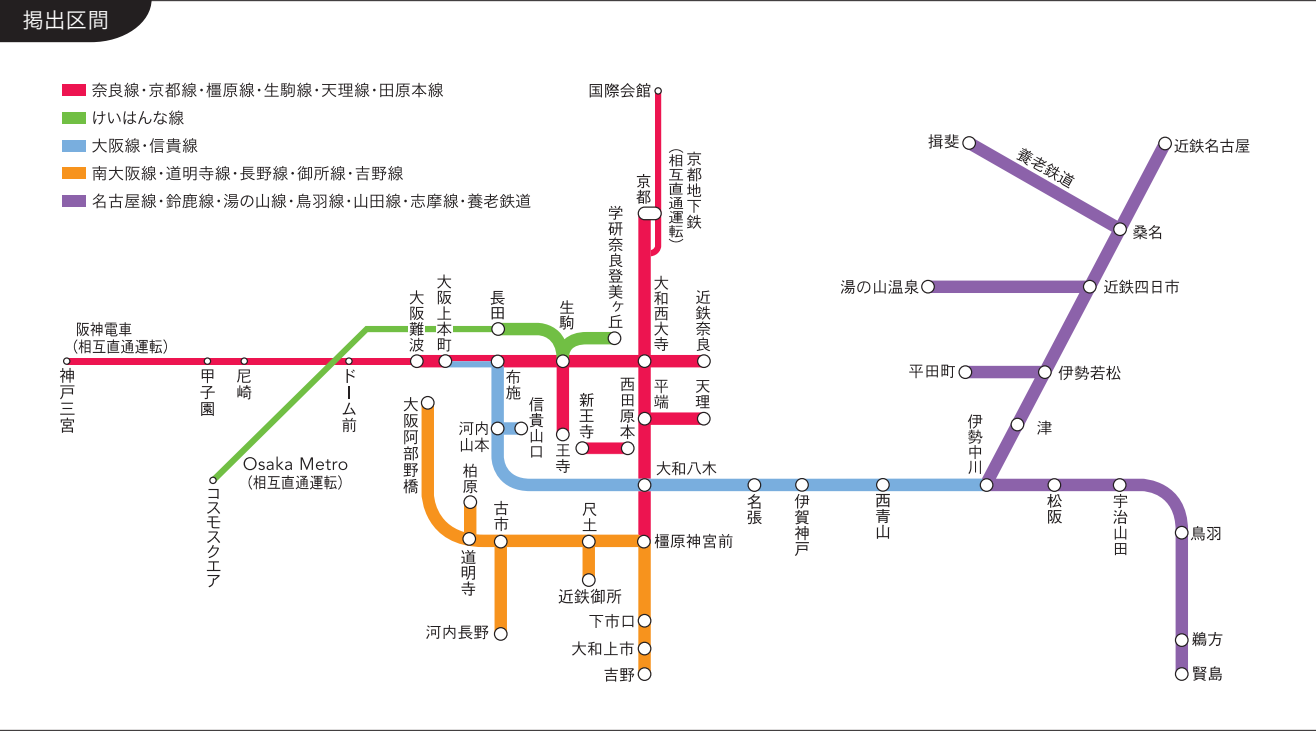 掲出区間
奈良線・京都線・橿原線・生駒線・天理線・田原本線
けいはんな線
大阪線・信貴線
南大阪線・道明寺線・長野線・御所線・吉野線
名古屋線・鈴鹿線・湯の山線・鳥羽線・山田線・志摩線・養老鉄道
国際会館
京都地下鉄
(相互直通運転)
京都
学研奈良登美ヶ丘
揖斐
養老鉄道
近鉄名古屋
桑名
湯の山温泉
近鉄四日市
平田町
伊勢若松
津
伊勢中川
阪神電車
(相互直通運転)
神戸三宮
甲子園
尼崎
ドーム前
大阪難波
大阪上本町
長田
生駒
大和西大寺
近鉄奈良
布施
河内山本
信貴山口
王寺
新王寺
西田原本
平端
天理
大阪阿部野橋
Osaka Metro
(相互直通運転)
コスモスクエア
柏原
道明寺
古市
尺土
大和八木
橿原神宮前
近鉄御所
河内長野
下市口
大和上市
吉野
名張
伊賀神戸
西青山
松阪
宇治山田
鳥羽
鵜方
賢島